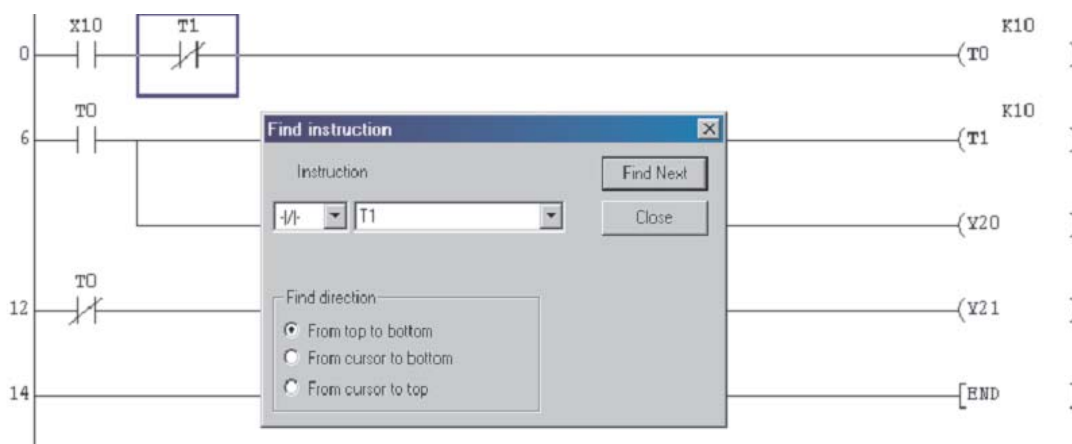 X10 T1 K10
0 (T0
T0 K10
6 (T1
Find instruction
Instruction
Find Next
T1
Close
(Y20
T0
Find direction
12 (Y21
From top to bottom
From cursor to bottom
From cursor to top
14 [END